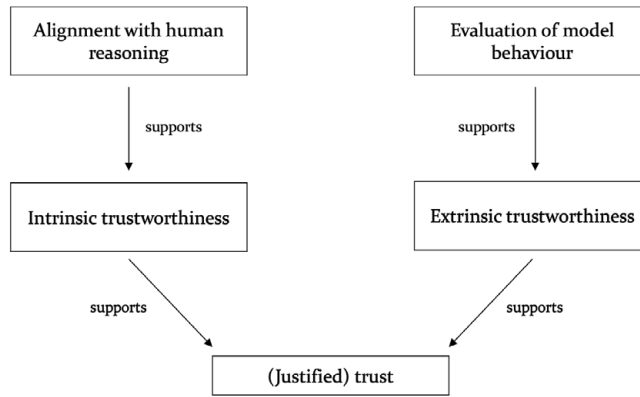 Alignment with human
reasoning
Evaluation of model
behaviour
supports
supports
Intrinsic trustworthiness
Extrinsic trustworthiness
supports
supports
(Justified) trust